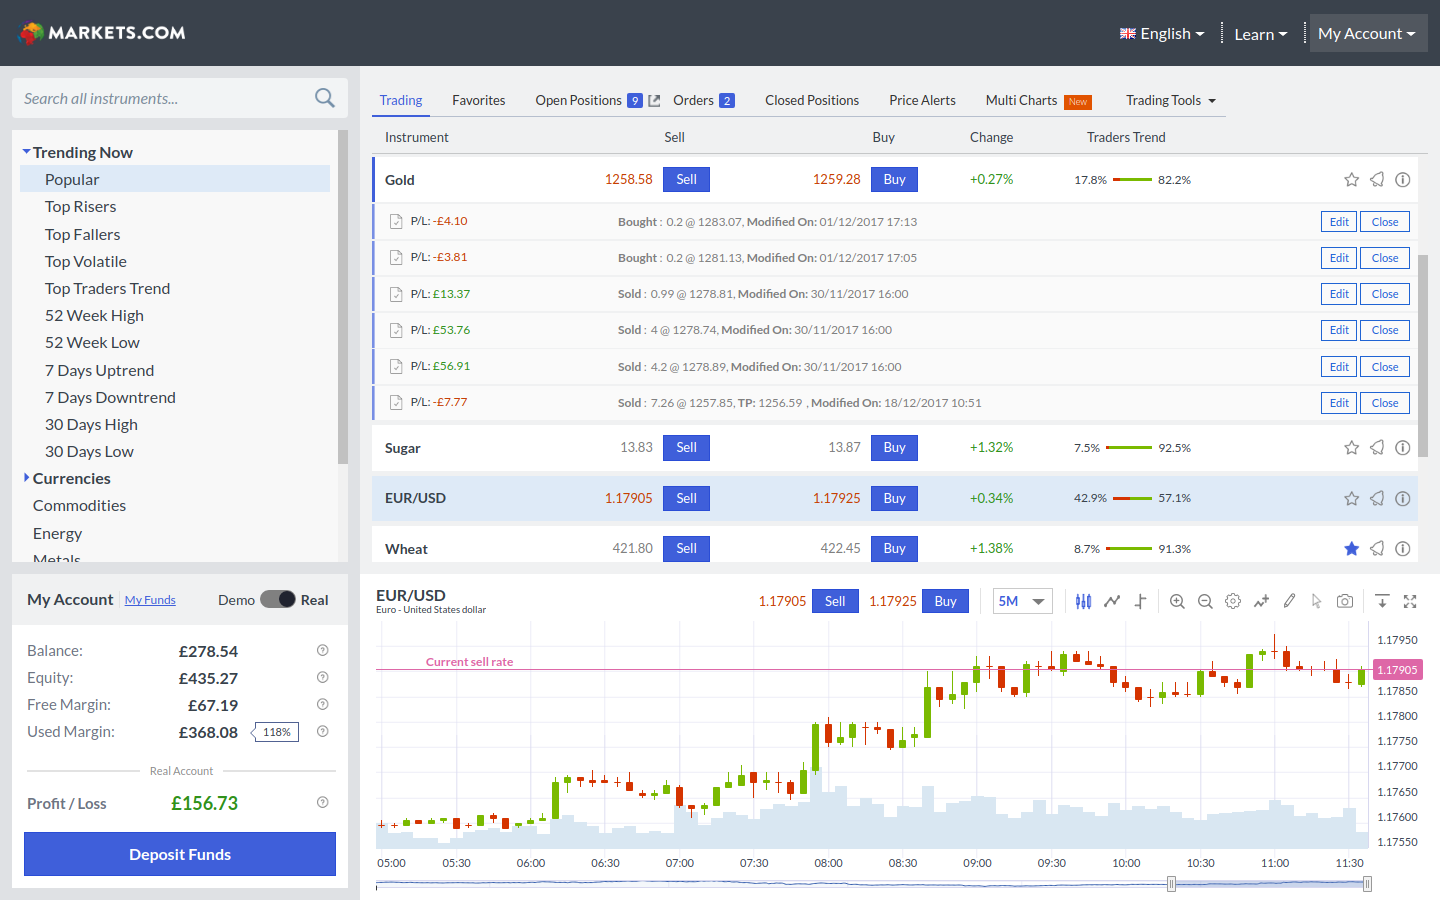 MARKETS.COM
English
Learn
My Account
Search all instruments...
Trending Now
Popular
Top Risers
Top Fallers
Top Volatile
Top Traders Trend
52 Week High
52 Week Low
7 Days Uptrend
7 Days Downtrend
30 Days High
30 Days Low
Currencies
Commodities
Energy
Metals
Trading Favorites Open Positions 9 Orders 2 Closed Positions Price Alerts Multi Charts New Trading Tools
Instrument Sell Buy Change Traders Trend
Gold 1258.58 Sell 1259.28 Buy +0.27% 17.8% 82.2%
P/L: -£4.10 Bought : 0.2 @ 1283.07, Modified On: 01/12/2017 17:13 Edit Close
P/L: -£3.81 Bought : 0.2 @ 1281.13, Modified On: 01/12/2017 17:05 Edit Close
P/L: £13.37 Sold : 0.99 @ 1278.81, Modified On: 30/11/2017 16:00 Edit Close
P/L: £53.76 Sold : 4 @ 1278.74, Modified On: 30/11/2017 16:00 Edit Close
P/L: £56.91 Sold : 4.2 @ 1278.89, Modified On: 30/11/2017 16:00 Edit Close
P/L: -£7.77 Sold : 7.26 @ 1257.85, TP: 1256.59 , Modified On: 18/12/2017 10:51 Edit Close
Sugar 13.83 Sell 13.87 Buy +1.32% 7.5% 92.5%
EUR/USD 1.17905 Sell 1.17925 Buy +0.34% 42.9% 57.1%
Wheat 421.80 Sell 422.45 Buy +1.38% 8.7% 91.3%
My Account My Funds Demo Real
Balance: £278.54
Equity: £435.27
Free Margin: £67.19
Used Margin: £368.08 118%
Real Account
Profit / Loss £156.73
Deposit Funds
EUR/USD 1.17905 Sell 1.17925 Buy 5M
Euro - United States dollar
Current sell rate
1.17950
1.17905
1.17850
1.17800
1.17750
1.17700
1.17650
1.17600
1.17550
05:00 05:30 06:00 06:30 07:00 07:30 08:00 08:30 09:00 09:30 10:00 10:30 11:00 11:30